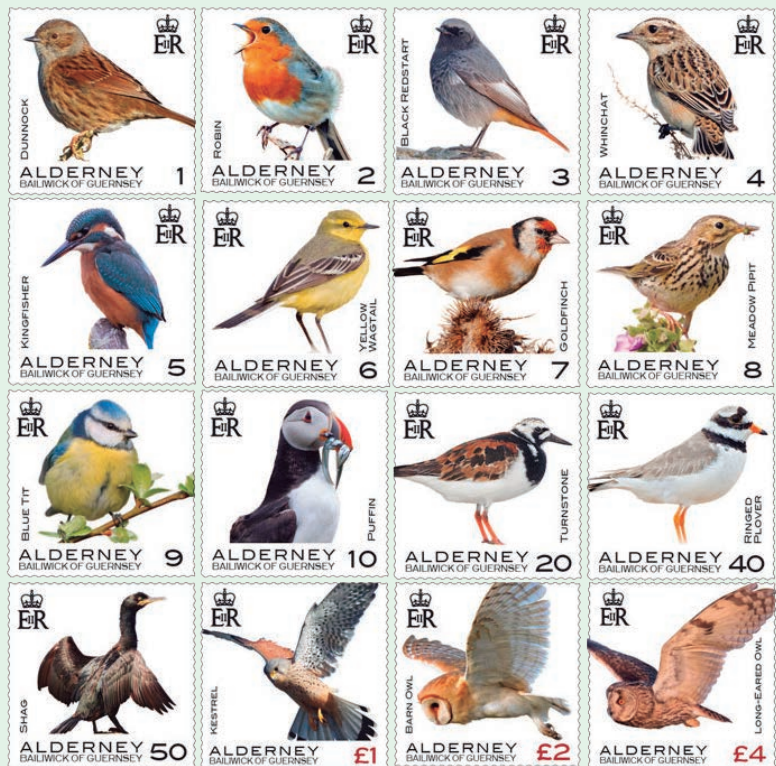 DUNNOCK
EIIR
ALDERNEY
BAILIWICK OF GUERNSEY
1
ROBIN
EIIR
ALDERNEY
BAILIWICK OF GUERNSEY
2
BLACK REDSTART
EIIR
ALDERNEY
BAILIWICK OF GUERNSEY
3
WHINCHAT
EIIR
ALDERNEY
BAILIWICK OF GUERNSEY
4
KINGFISHER
EIIR
ALDERNEY
BAILIWICK OF GUERNSEY
5
EIIR
YELLOW
WAGTAIL
ALDERNEY
BAILIWICK OF GUERNSEY
6
EIIR
GOLDFINCH
ALDERNEY
BAILIWICK OF GUERNSEY
7
EIIR
MEADOW PIPIT
ALDERNEY
BAILIWICK OF GUERNSEY
8
EIIR
BLUE TIT
ALDERNEY
BAILIWICK OF GUERNSEY
9
EIIR
PUFFIN
ALDERNEY
BAILIWICK OF GUERNSEY
10
EIIR
TURNSTONE
ALDERNEY
BAILIWICK OF GUERNSEY
20
EIIR
RINGED
PLOVER
ALDERNEY
BAILIWICK OF GUERNSEY
40
EIIR
SHAG
ALDERNEY
BAILIWICK OF GUERNSEY
50
EIIR
KESTREL
ALDERNEY
BAILIWICK OF GUERNSEY
£1
EIIR
BARN OWL
ALDERNEY
BAILIWICK OF GUERNSEY
£2
EIIR
LONG-EARED OWL
ALDERNEY
BAILIWICK OF GUERNSEY
£4